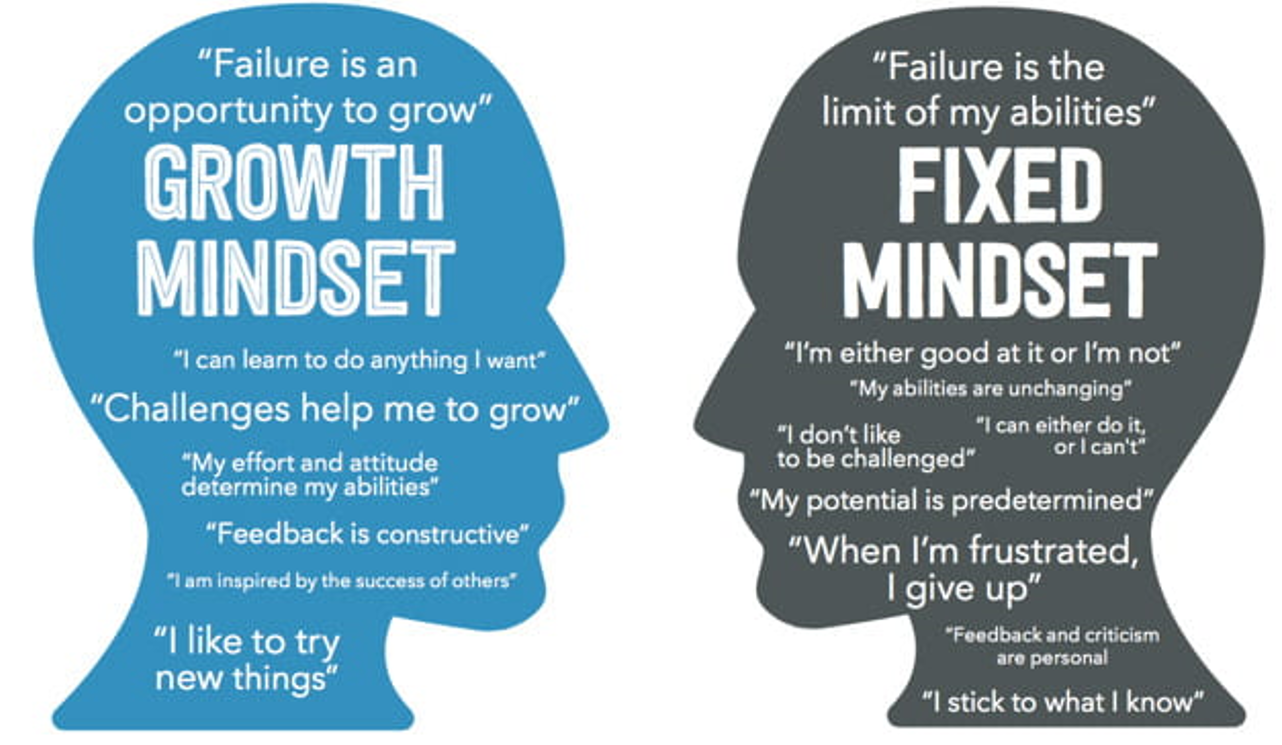 “Failure is an
opportunity to grow”
GROWTH
MINDSET
“I can learn to do anything I want”
“Challenges help me to grow”
“My effort and attitude
determine my abilities”
“Feedback is constructive”
“I am inspired by the success of others”
“I like to try
new things”
“Failure is the
limit of my abilities”
FIXED
MINDSET
“I’m either good at it or I’m not”
“My abilities are unchanging”
“I don’t like
to be challenged”
“I can either do it,
or I can’t”
“My potential is predetermined”
“When I’m frustrated,
I give up”
“Feedback and criticism
are personal
“I stick to what I know”